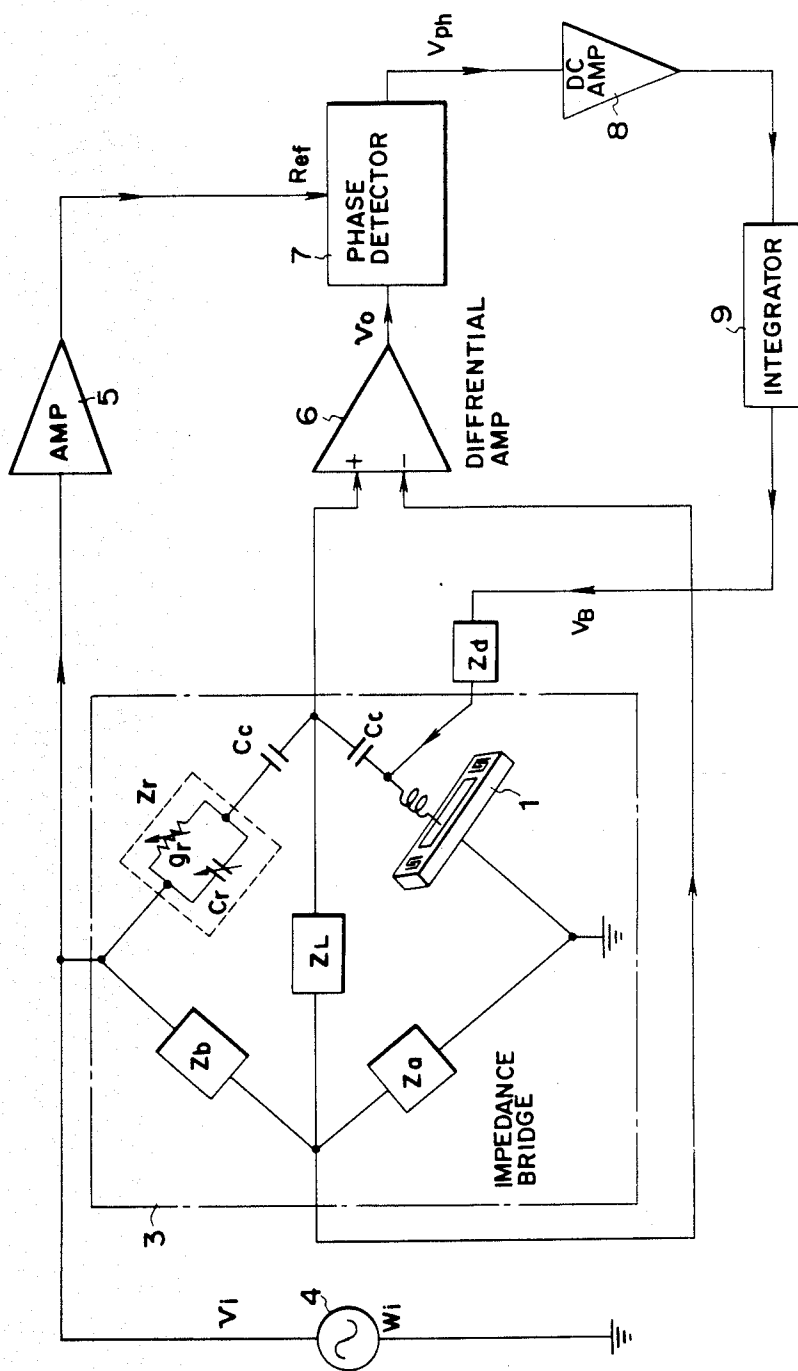 AMP
5
Vi
4
Wi
3
Zb
Zr
gr
Cr
Cc
ZL
Cc
Za
1
IMPEDANCE
BRIDGE
Zd
VB
6
+
-
DIFFRENTIAL
AMP
Vo
Ref
7
PHASE
DETECTOR
Vph
DC
AMP
8
9
INTEGRATOR